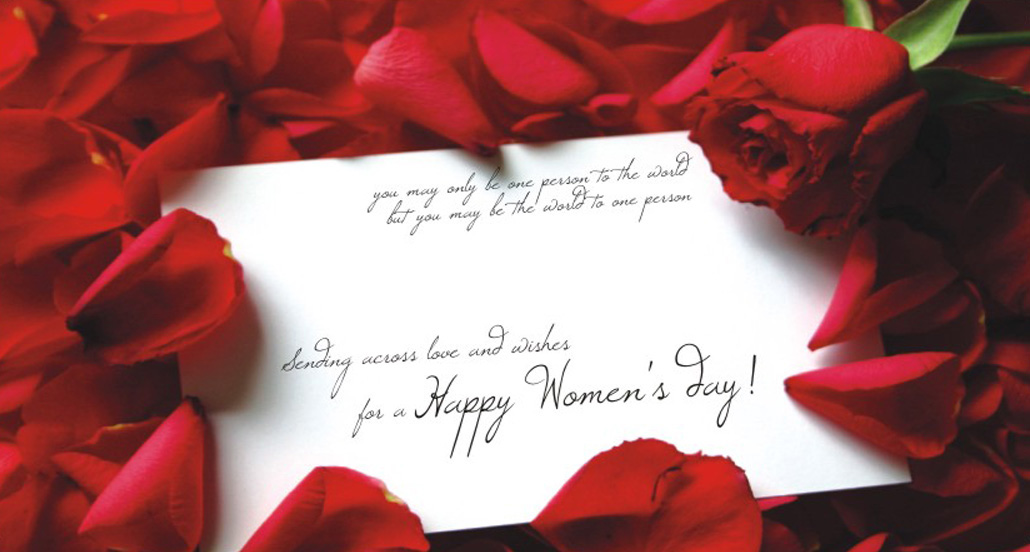 you may only be one person to the world
but you may be the world to one person
Sending across love and wishes
for a Happy Women's day!